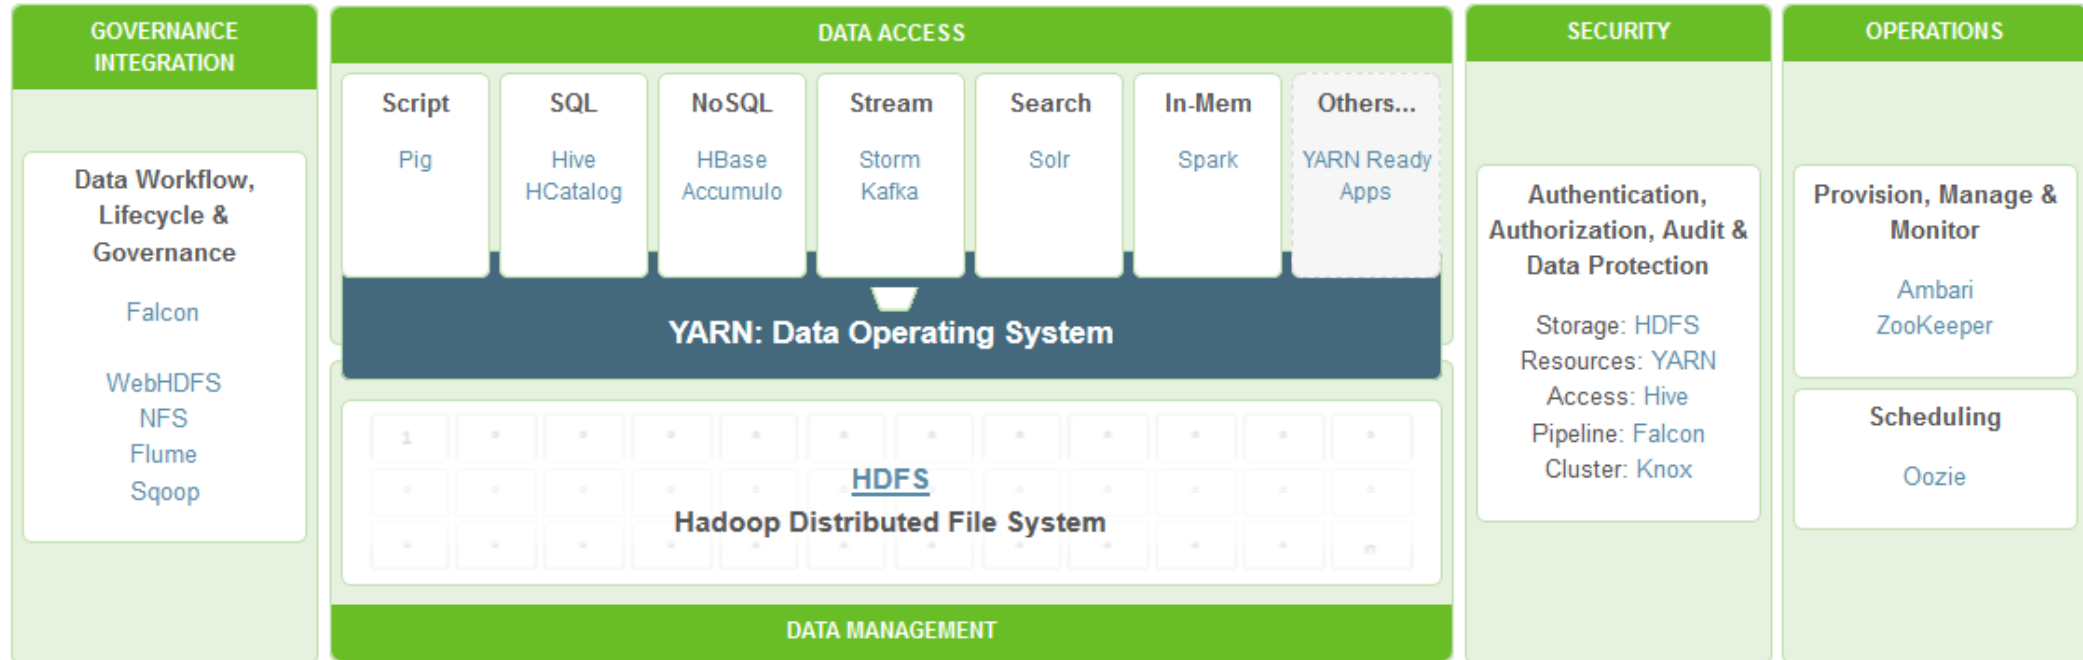 GOVERNANCE
INTEGRATION
Data Workflow,
Lifecycle &
Governance
Falcon
WebHDFS
NFS
Flume
Sqoop
DATA ACCESS
Script
Pig
SQL
Hive
HCatalog
NoSQL
HBase
Accumulo
Stream
Storm
Kafka
Search
Solr
In-Mem
Spark
Others...
YARN Ready
Apps
YARN: Data Operating System
1
HDFS
Hadoop Distributed File System
n
DATA MANAGEMENT
SECURITY
Authentication,
Authorization, Audit &
Data Protection
Storage: HDFS
Resources: YARN
Access: Hive
Pipeline: Falcon
Cluster: Knox
OPERATIONS
Provision, Manage &
Monitor
Ambari
ZooKeeper
Scheduling
Oozie